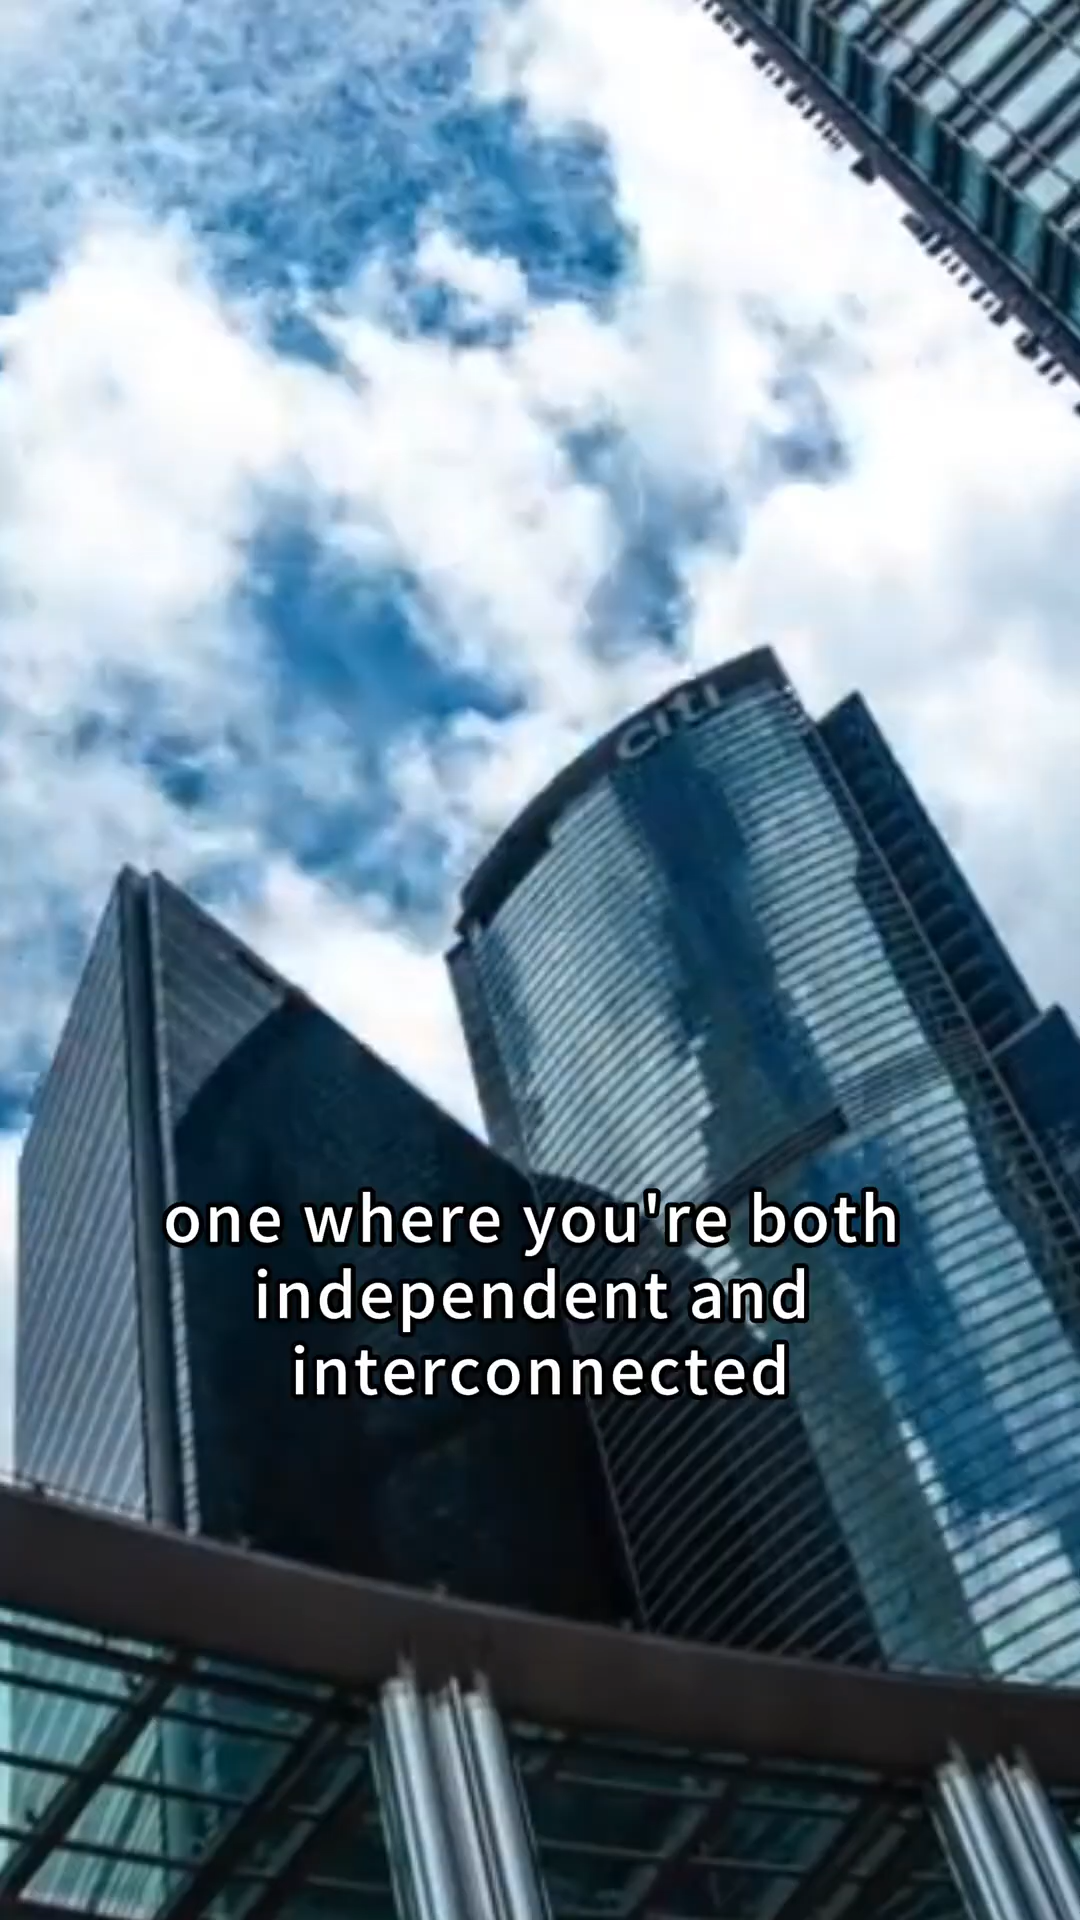 citi
one where you're both
independent and
interconnected